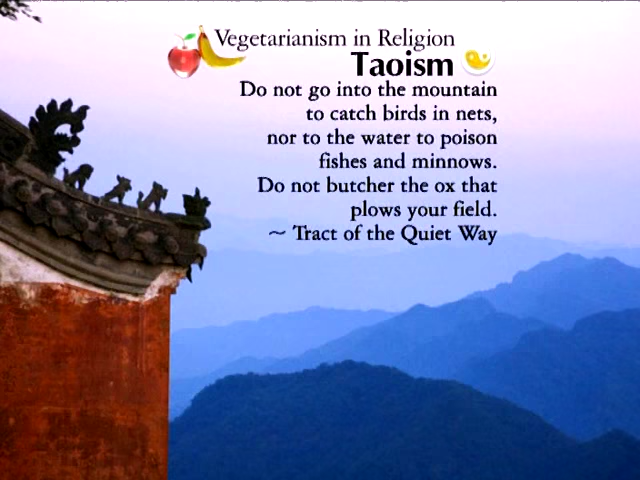 Vegetarianism in Religion
Taoism
Do not go into the mountain
to catch birds in nets,
nor to the water to poison
fishes and minnows.
Do not butcher the ox that
plows your field.
~ Tract of the Quiet Way